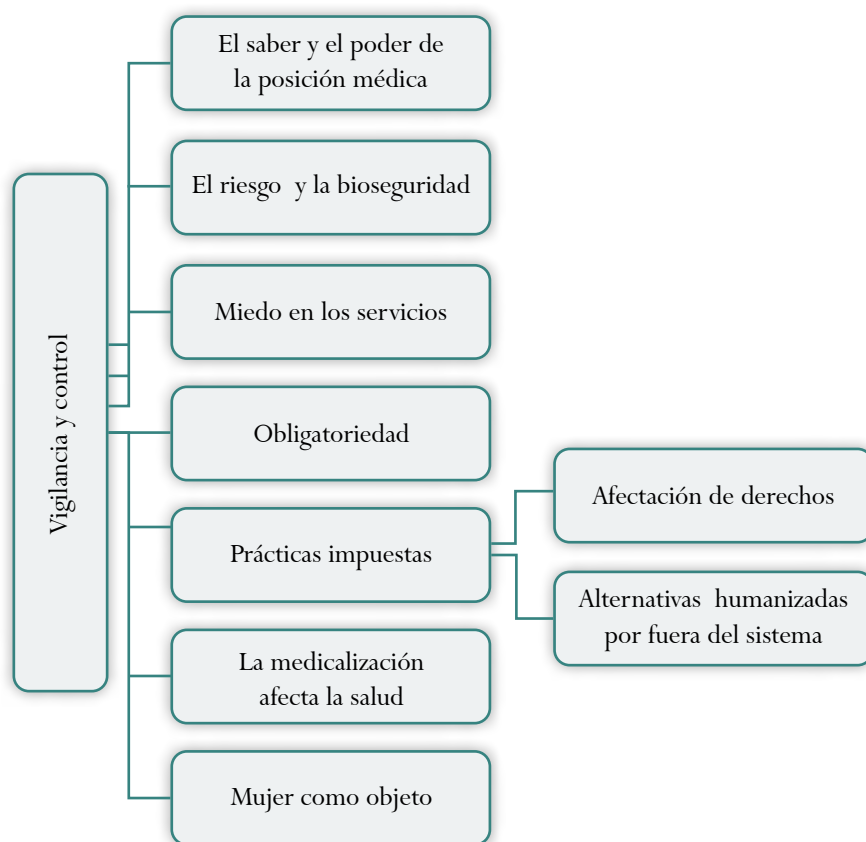 Vigilancia y control
El saber y el poder de
la posición médica
El riesgo y la bioseguridad
Miedo en los servicios
Obligatoriedad
Prácticas impuestas
Afectación de derechos
Alternativas humanizadas
por fuera del sistema
La medicalización
afecta la salud
Mujer como objeto